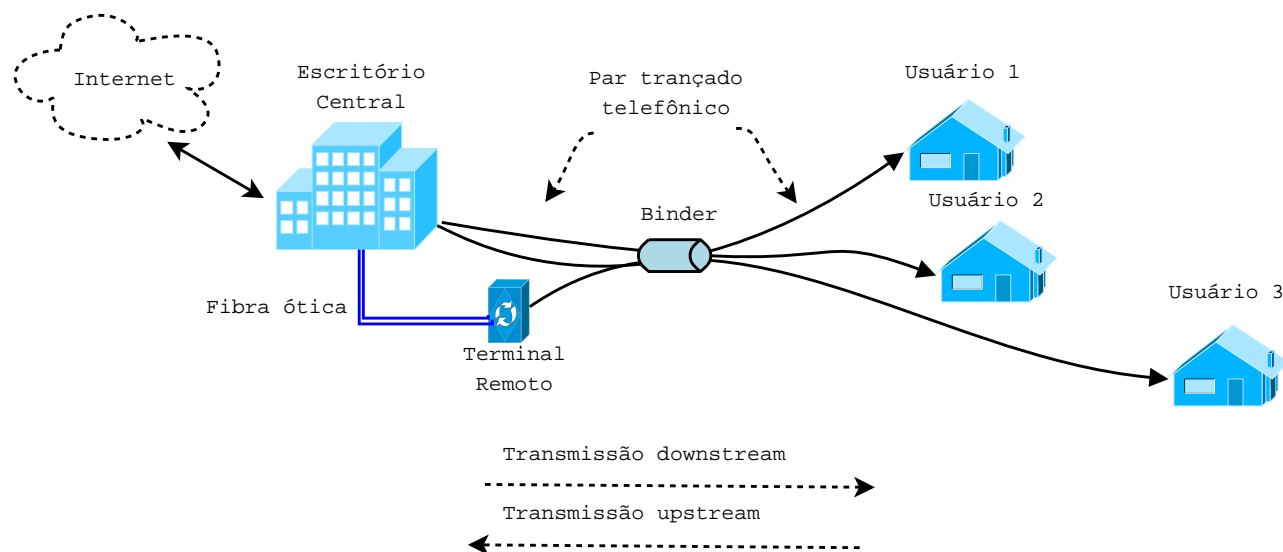 Internet
Escritório
Central
Par trançado
telefônico
Usuário 1
Usuário 2
Binder
Usuário 3
Fibra ótica
Terminal
Remoto
Transmissão downstream
Transmissão upstream